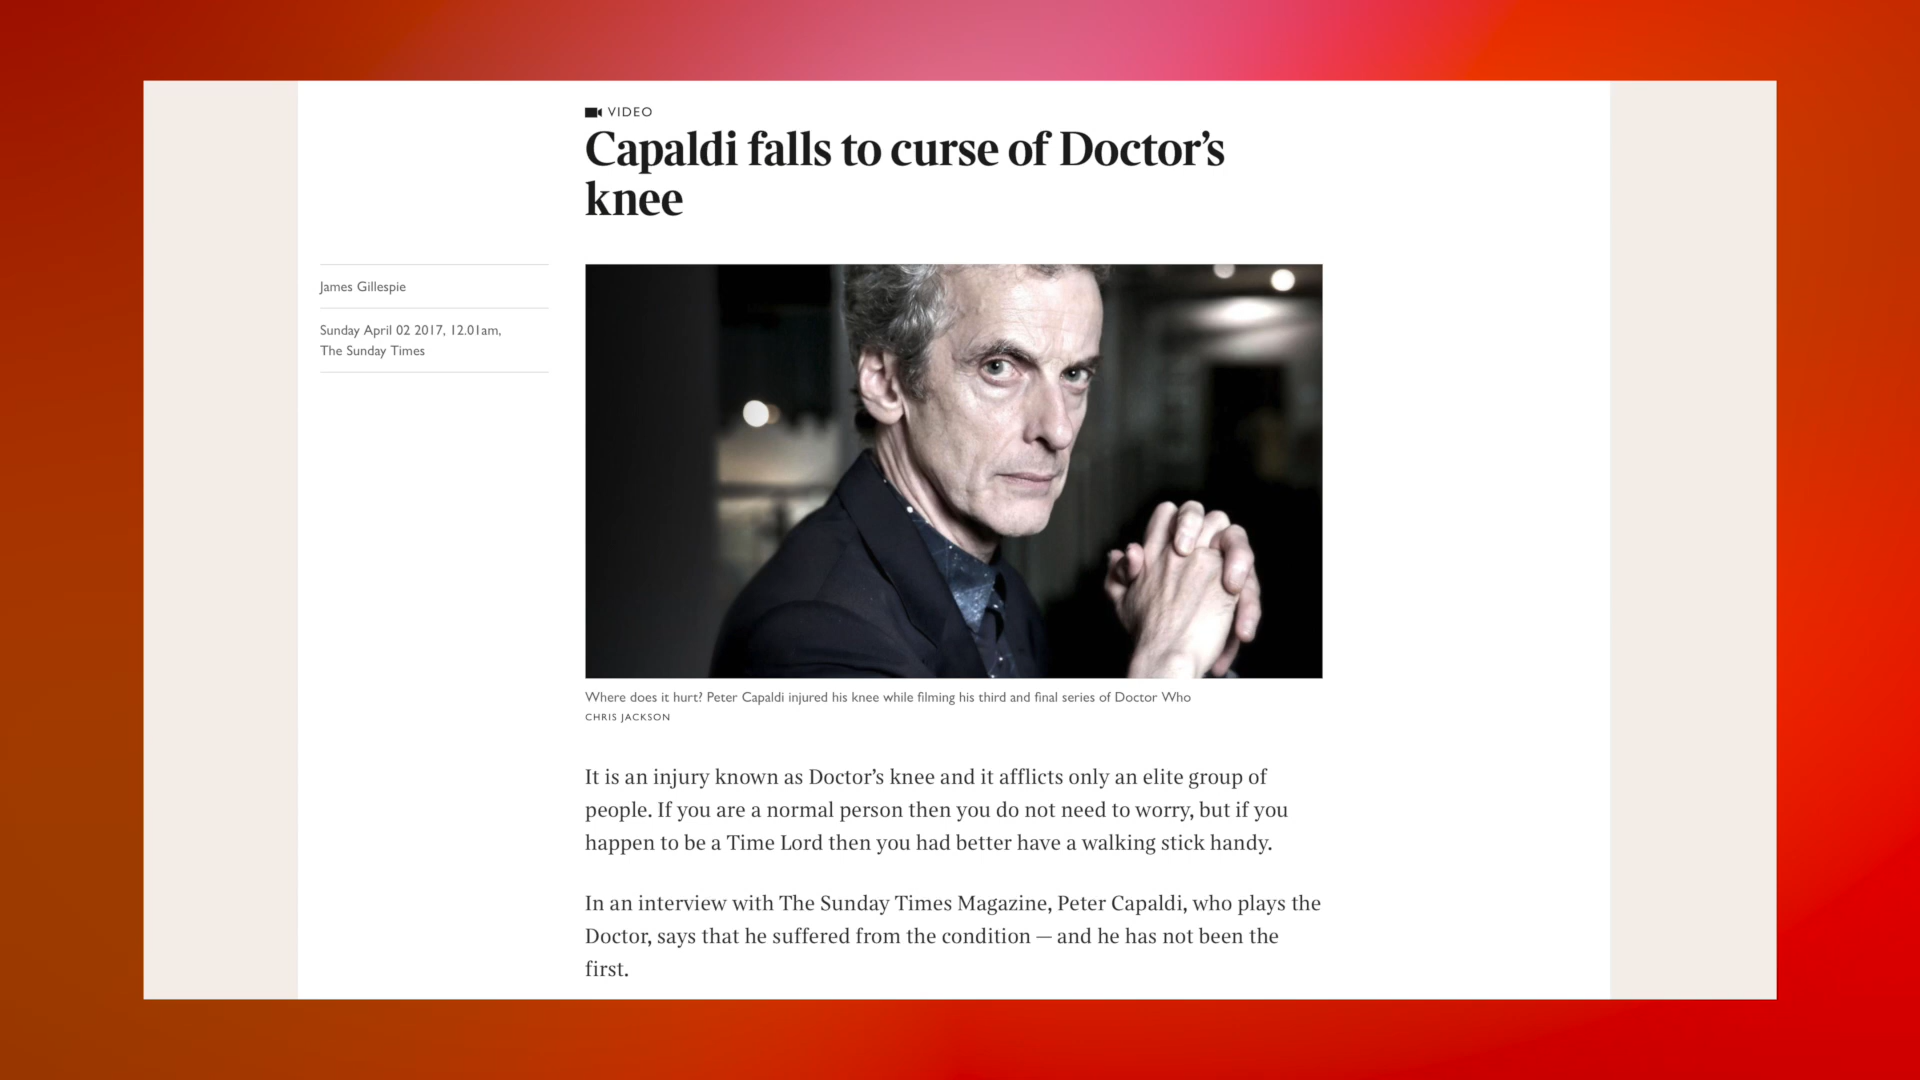 VIDEO
Capaldi falls to curse of Doctor’s
knee
James Gillespie
Sunday April 02 2017, 12.01am,
The Sunday Times
Where does it hurt? Peter Capaldi injured his knee while filming his third and final series of Doctor Who
CHRIS JACKSON
It is an injury known as Doctor’s knee and it afflicts only an elite group of
people. If you are a normal person then you do not need to worry, but if you
happen to be a Time Lord then you had better have a walking stick handy.
In an interview with The Sunday Times Magazine, Peter Capaldi, who plays the
Doctor, says that he suffered from the condition — and he has not been the
first.